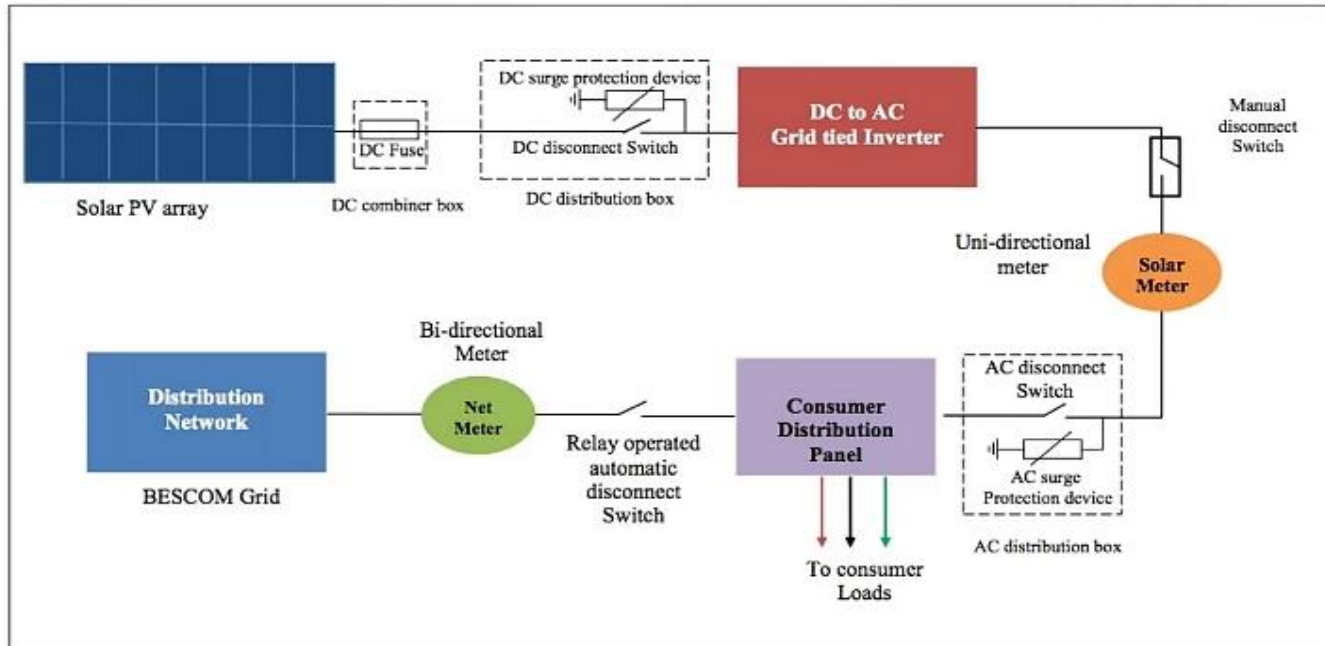 DC surge protection device
DC Fuse
DC disconnect Switch
DC to AC
Grid tied Inverter
Manual
disconnect
Switch
Solar PV array
DC combiner box
DC distribution box
Uni-directional
meter
Solar
Meter
Bi-directional
Meter
Distribution
Network
Net
Meter
Consumer
Distribution
Panel
AC disconnect
Switch
BESCOM Grid
Relay operated
automatic
disconnect
Switch
AC surge
Protection device
AC distribution box
To consumer
Loads